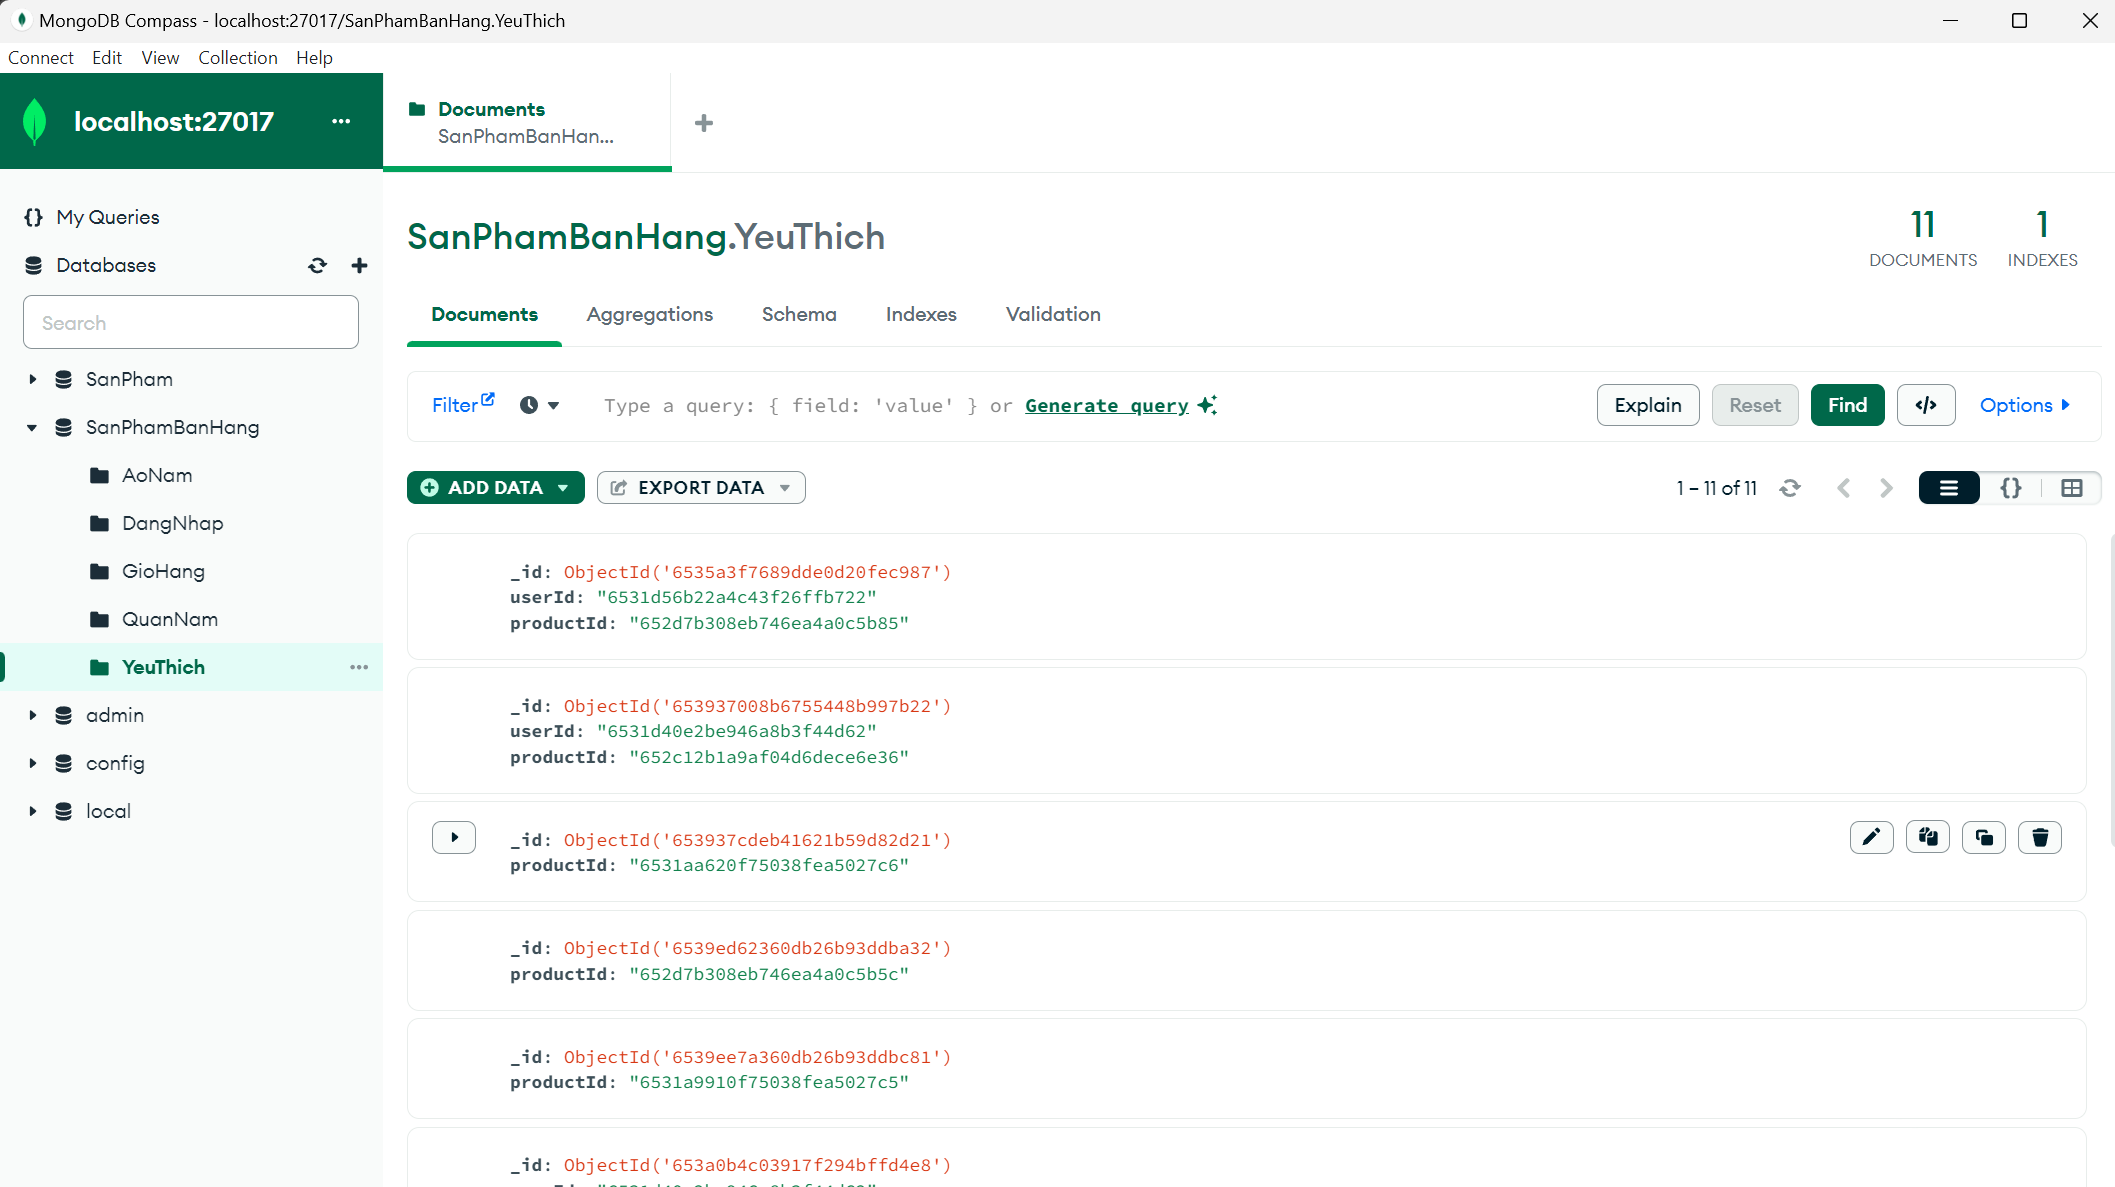 MongoDB Compass - localhost:27017/SanPhamBanHang.YeuThich
Connect Edit View Collection Help
localhost:27017
Documents
SanPhamBanHan...
My Queries
Databases
Search
SanPham
SanPhamBanHang
AoNam
DangNhap
GioHang
QuanNam
YeuThich
admin
config
local
SanPhamBanHang.YeuThich
11
DOCUMENTS
1
INDEXES
Documents Aggregations Schema Indexes Validation
Filter
Type a query: { field: 'value' } or Generate query
Explain Reset Find </> Options
ADD DATA EXPORT DATA
1 – 11 of 11
_id: ObjectId('6535a3f7689dde0d20fec987')
userId: "6531d56b22a4c43f26ffb722"
productId: "652d7b308eb746ea4a0c5b85"
_id: ObjectId('653937008b6755448b997b22')
userId: "6531d40e2be946a8b3f44d62"
productId: "652c12b1a9af04d6dece6e36"
_id: ObjectId('653937cdeb41621b59d82d21')
productId: "6531aa620f75038fea5027c6"
_id: ObjectId('6539ed62360db26b93ddba32')
productId: "652d7b308eb746ea4a0c5b5c"
_id: ObjectId('6539ee7a360db26b93ddbc81')
productId: "6531a9910f75038fea5027c5"
_id: ObjectId('653a0b4c03917f294bffd4e8')